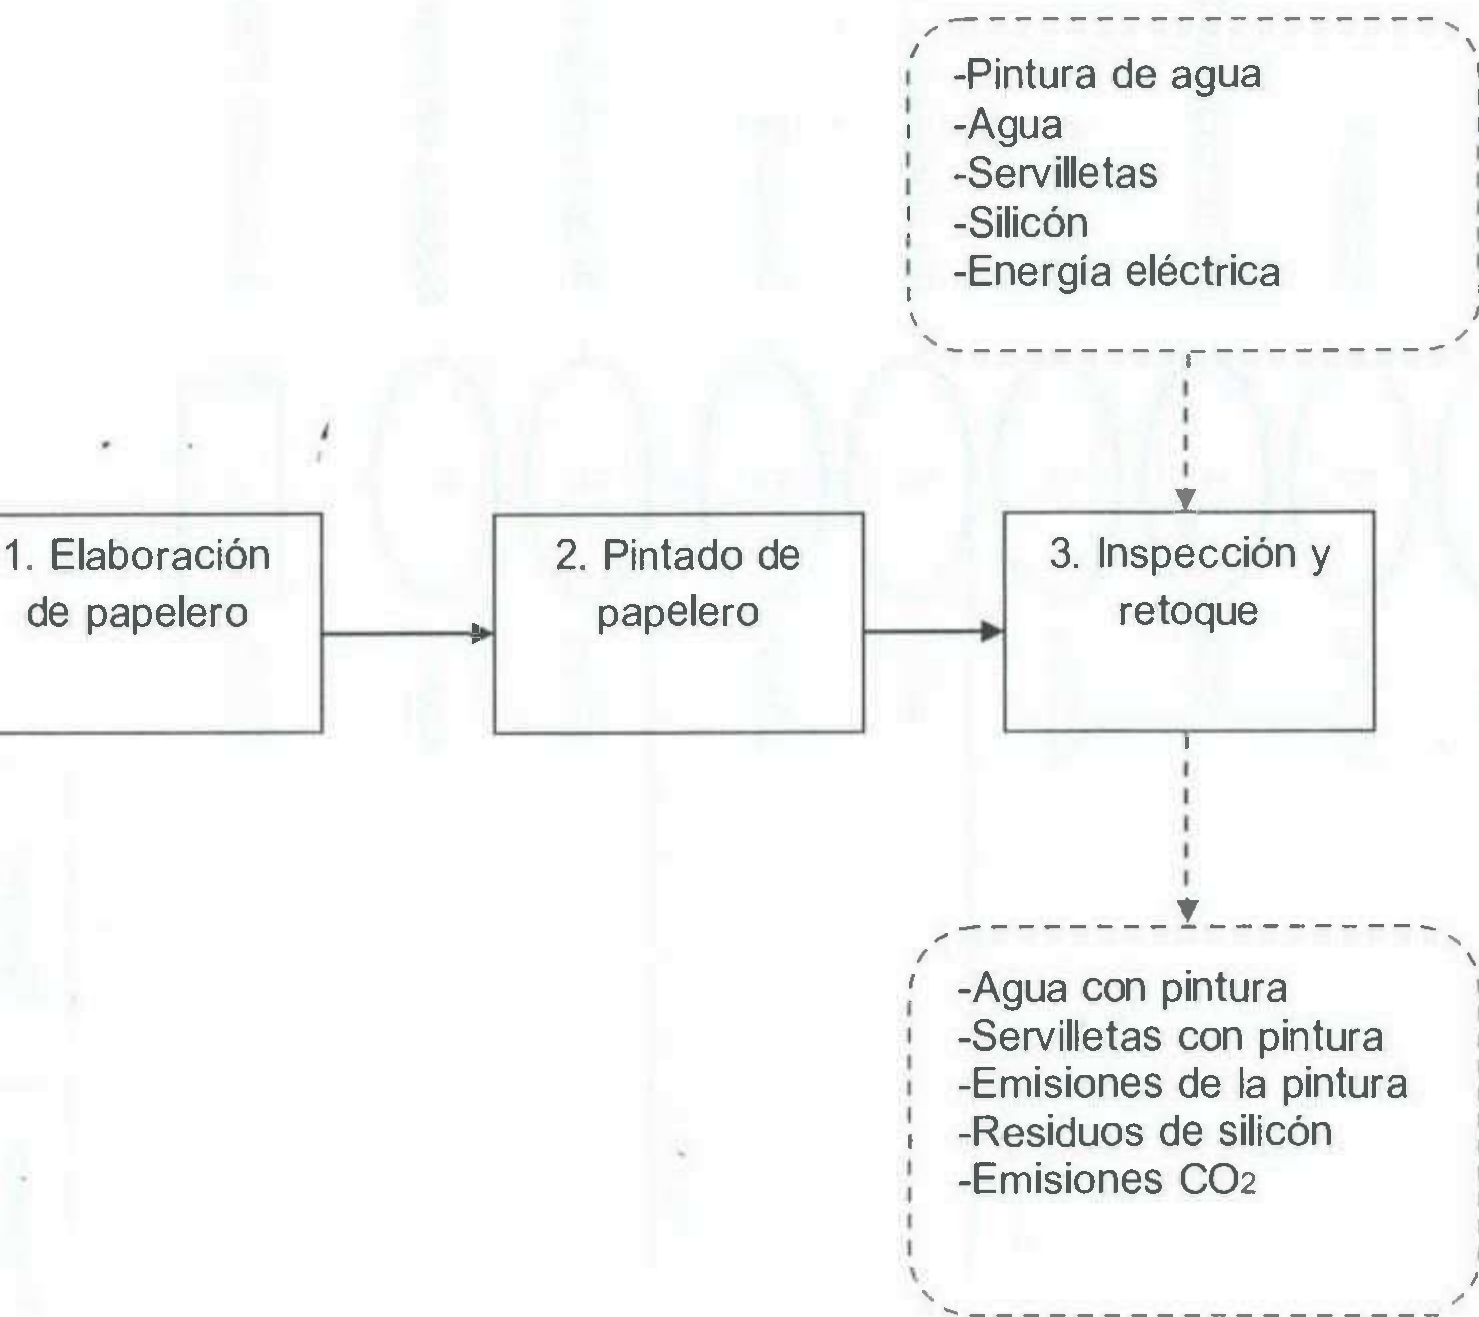 -Pintura de agua
-Agua
-Servilletas
-Silicón
-Energía eléctrica
1. Elaboración
de papelero
2. Pintado de
papelero
3. Inspección y
retoque
-Agua con pintura
-Servilletas con pintura
-Emisiones de la pintura
-Residuos de silicón
-Emisiones CO2